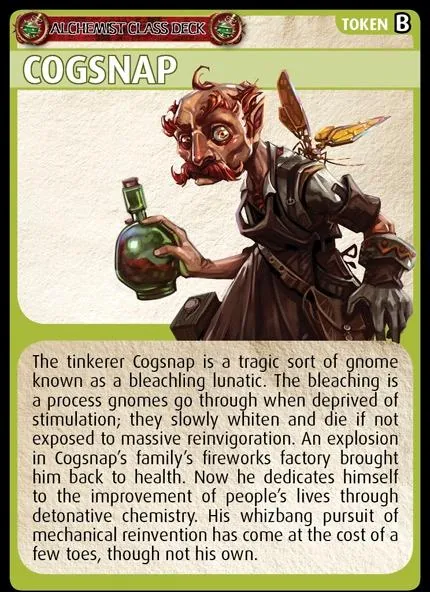 ALCHEMIST CLASS DECK
TOKEN B
COGSNAP
The tinkerer Cogsnap is a tragic sort of gnome
known as a bleachling lunatic. The bleaching is
a process gnomes go through when deprived of
stimulation; they slowly whiten and die if not
exposed to massive reinvigoration. An explosion
in Cogsnap's family's fireworks factory brought
him back to health. Now he dedicates himself
to the improvement of people's lives through
detonative chemistry. His whizbang pursuit of
mechanical reinvention has come at the cost of a
few toes, though not his own.